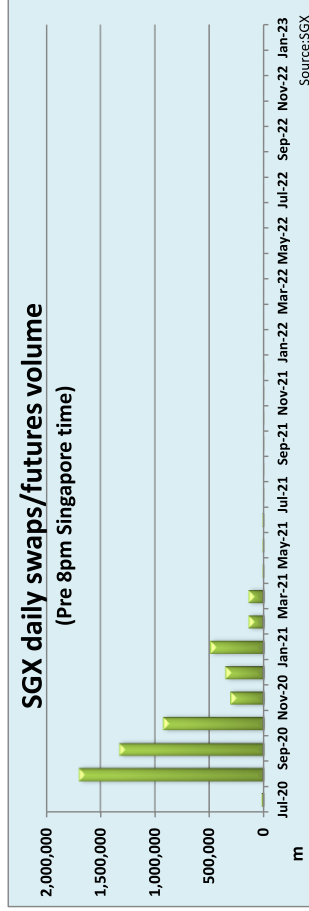 SGX daily swaps/futures volume
(Pre 8pm Singapore time)
2,000,000
1,500,000
1,000,000
500,000
0
m
Jul-20 Sep-20 Nov-20 Jan-21 Mar-21 May-21 Jul-21 Sep-21 Nov-21 Jan-22 Mar-22 May-22 Jul-22 Sep-22 Nov-22 Jan-23
Source:SGX